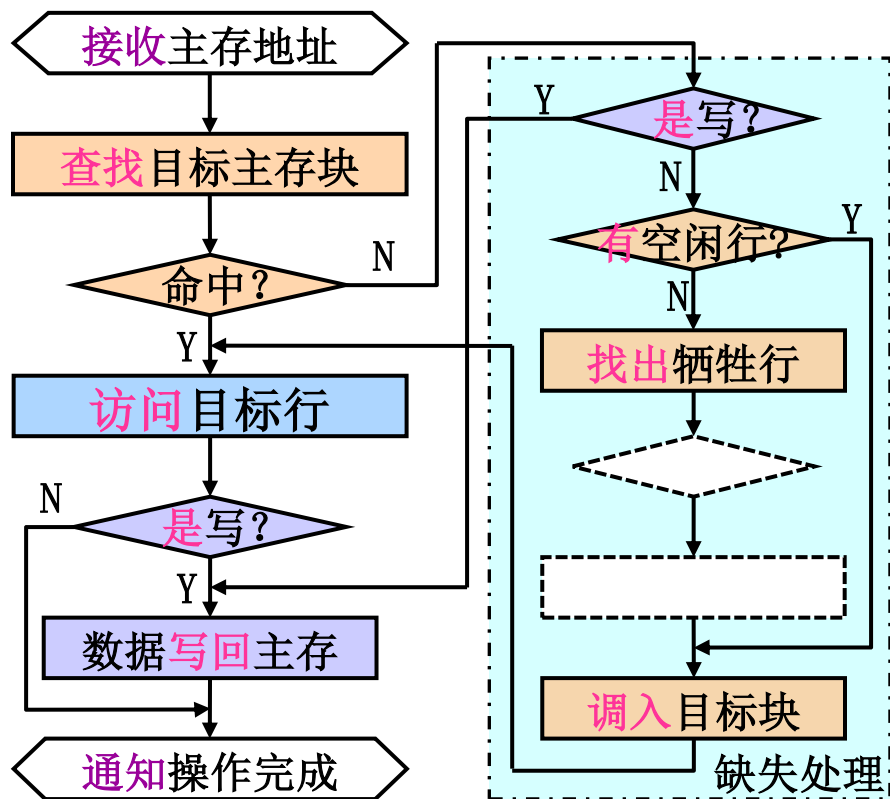 接收主存地址
查找目标主存块
命中？
N
Y
访问目标行
是写？
N
Y
数据写回主存
通知操作完成
是写？
Y
N
有空闲行？
Y
N
找出牺牲行
调入目标块
缺失处理